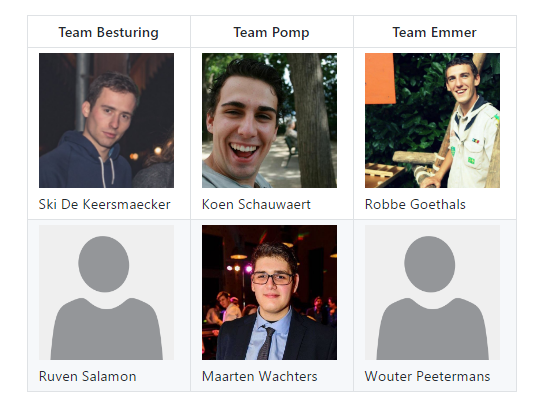 Team Besturing Team Pomp Team Emmer
Ski De Keersmaecker Koen Schauwaert Robbe Goethals
Ruven Salamon Maarten Wachters Wouter Peetermans